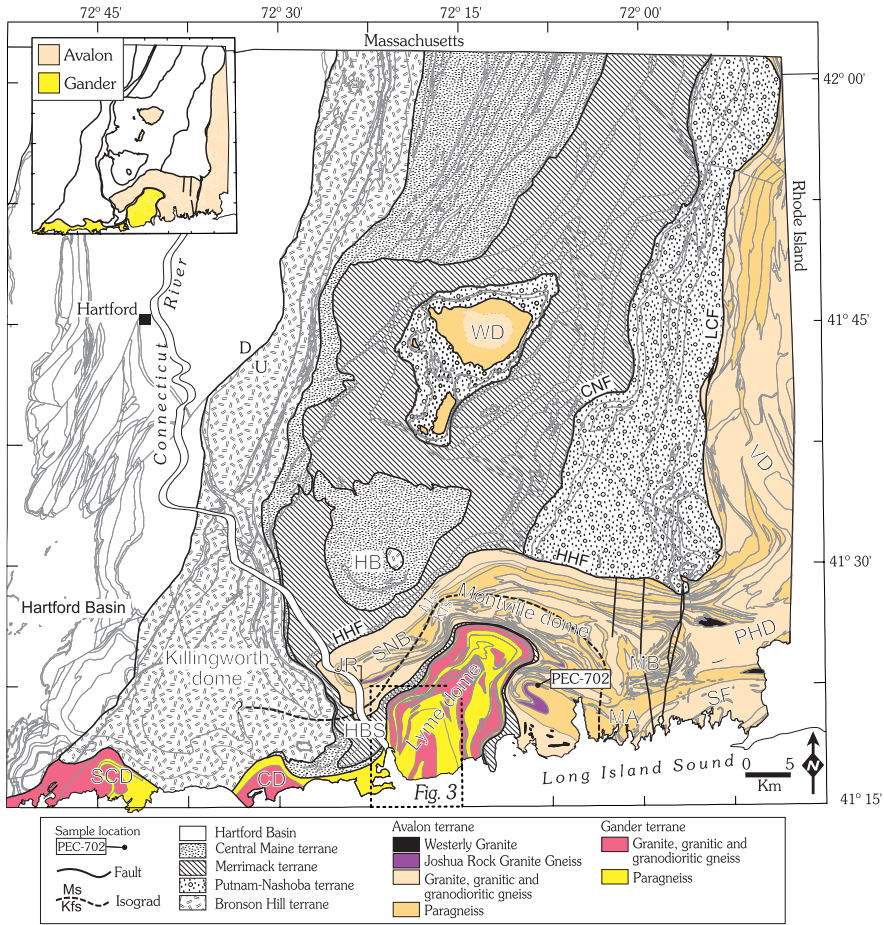 72° 45'
72° 30'
72° 15'
72° 00'
Massachusetts
Avalon
Gander
42° 00'
Rhode Island
Connecticut River
Hartford
D
U
WD
LCF
41° 45'
CNF
VD
HB
HHF
41° 30'
Hartford Basin
HHF
SNB
Ms
Kfs
Montville dome
Killingworth
dome
JR
PHD
MB
PEC-702
Lyme dome
SF
MA
HBS
SCD
CD
Fig. 3
Long Island Sound
0 5
Km
N
41° 15'
Sample location
PEC-702
Fault
Ms
Kfs
Isograd
Hartford Basin
Central Maine terrane
Merrimack terrane
Putnam-Nashoba terrane
Bronson Hill terrane
Avalon terrane
Westerly Granite
Joshua Rock Granite Gneiss
Granite, granitic and
granodioritic gneiss
Paragneiss
Gander terrane
Granite, granitic and
granodioritic gneiss
Paragneiss